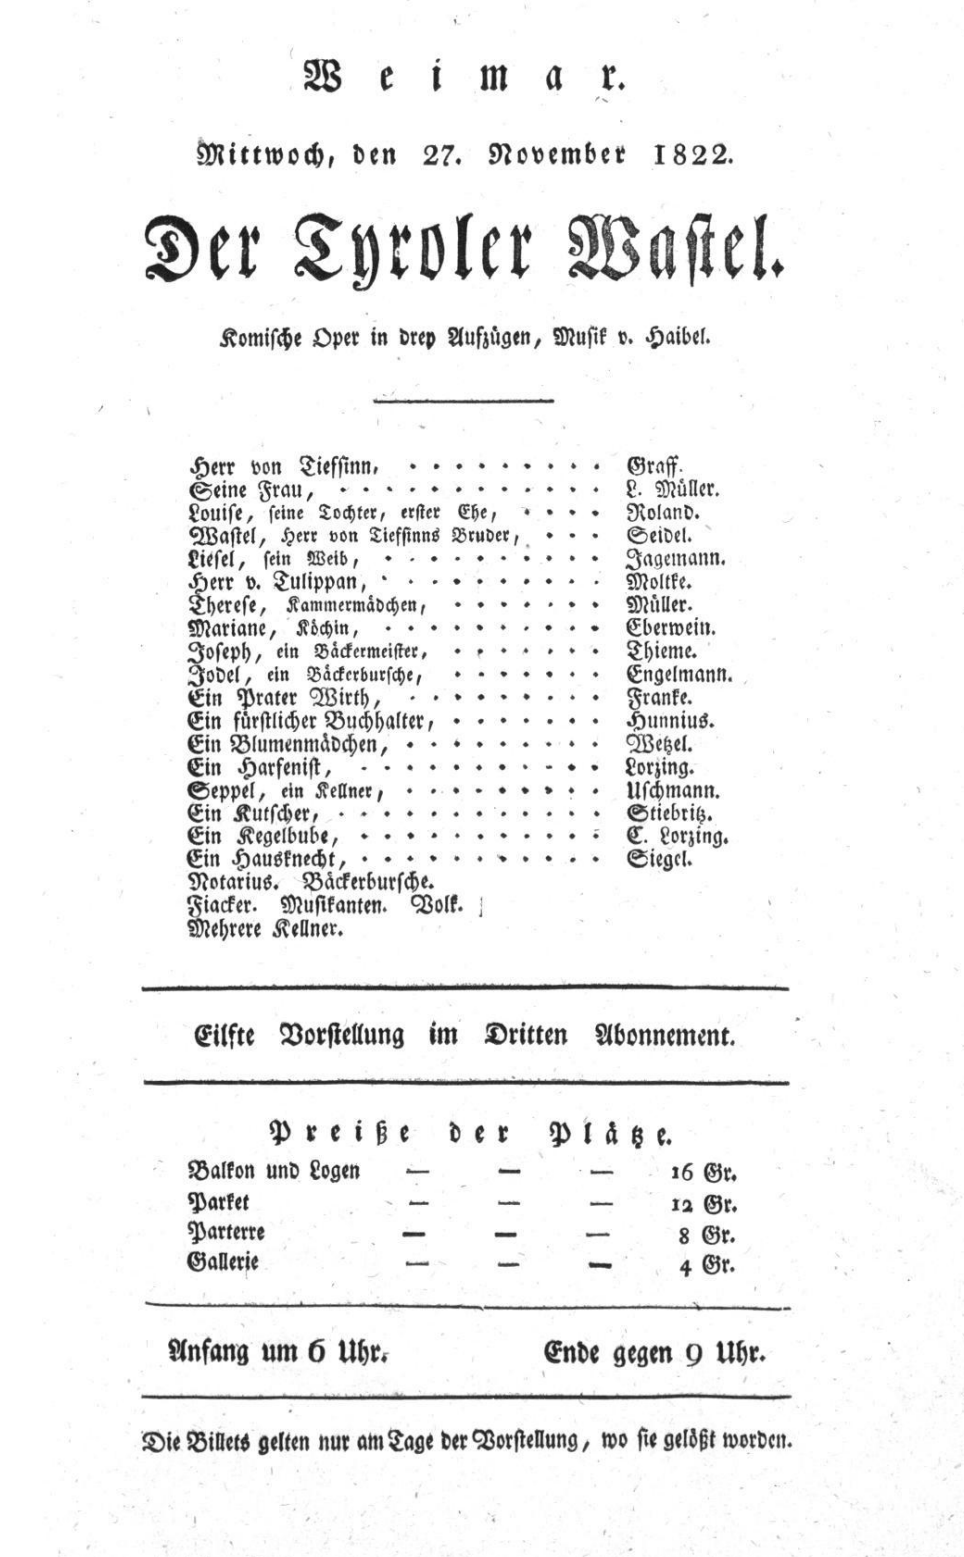 Weimar.
Mittwoch, den 27. November 1822.
Der Tyroler Wastel.
Komische Oper in drey Aufzügen, Musik v. Haibel.
Herr von Tiefsinn, . . . . . . . . . Graff.
Seine Frau, . . . . . . . . . . . . L. Müller.
Louise, seine Tochter, erster Ehe, . . . . Roland.
Wastel, Herr von Tiefsinns Bruder, . . . Seidel.
Liesel, sein Weib, . . . . . . . . . . Jagemann.
Herr v. Tulippan, . . . . . . . . . . Moltke.
Therese, Kammermädchen, . . . . . . . Müller.
Mariane, Köchin, . . . . . . . . . . Eberwein.
Joseph, ein Bäckermeister, . . . . . . . Thieme.
Jodel, ein Bäckerbursche, . . . . . . . Engelmann.
Ein Prater Wirth, . . . . . . . . . Franke.
Ein fürstlicher Buchhalter, . . . . . . . Hunnius.
Ein Blumenmädchen, . . . . . . . . . Wetzel.
Ein Harfenist, . . . . . . . . . . . Lorzing.
Seppel, ein Kellner, . . . . . . . . . . Uschmann.
Ein Kutscher, . . . . . . . . . . . . Stiebritz.
Ein Kegelbube, . . . . . . . . . . . C. Lorzing.
Ein Hausknecht, . . . . . . . . . . . Siegel.
Notarius. Bäckerbursche.
Fiacker. Musikanten. Volk.
Mehrere Kellner.
Eilfte Vorstellung im Dritten Abonnement.
Preiße der Plätze.
Balkon und Logen — — — 16 Gr.
Parket — — — 12 Gr.
Parterre — — — 8 Gr.
Gallerie — — — 4 Gr.
Anfang um 6 Uhr. Ende gegen 9 Uhr.
Die Billets gelten nur am Tage der Vorstellung, wo sie gelößt worden.